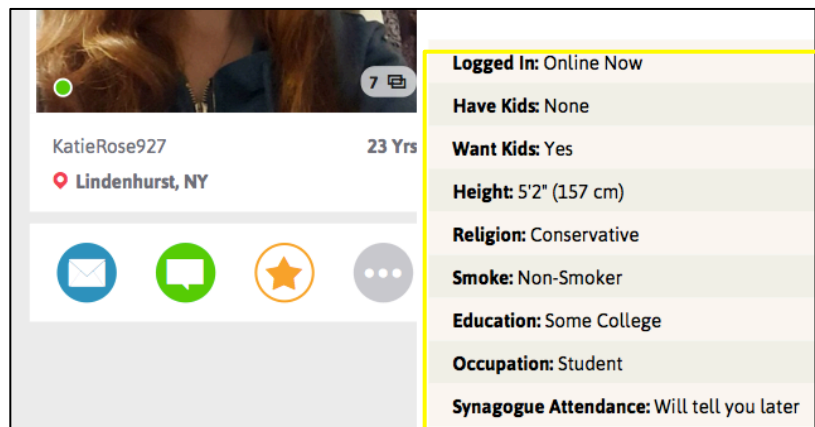 7
KatieRose927
23 Yrs
Lindenhurst, NY
Logged In: Online Now
Have Kids: None
Want Kids: Yes
Height: 5'2" (157 cm)
Religion: Conservative
Smoke: Non-Smoker
Education: Some College
Occupation: Student
Synagogue Attendance: Will tell you later